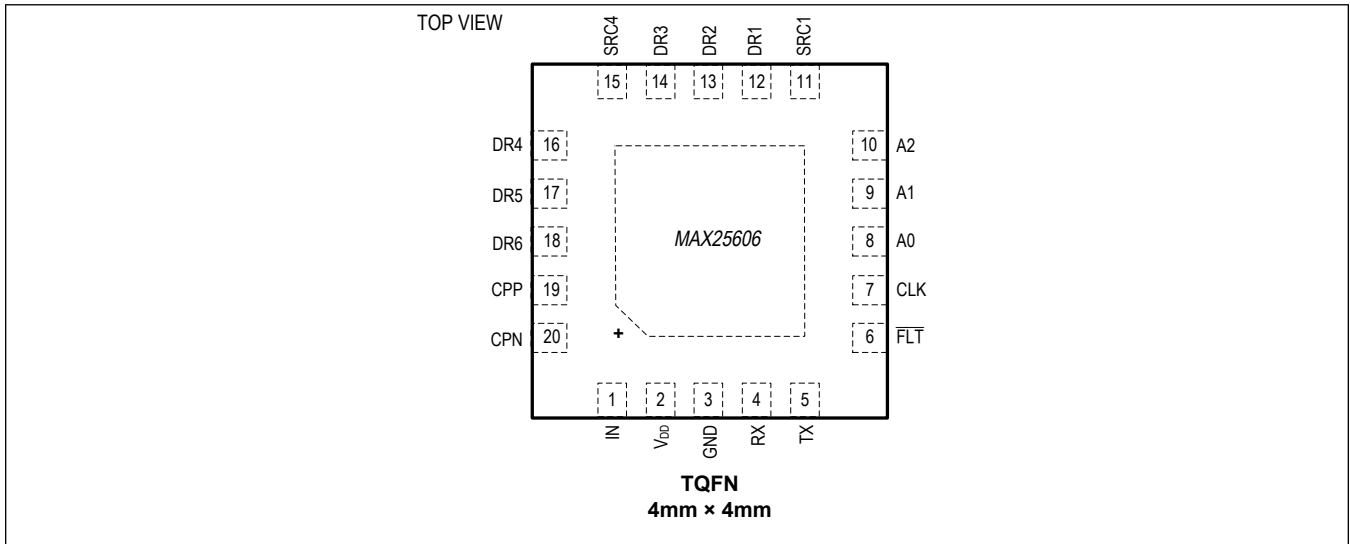 TOP VIEW
SRC4 DR3 DR2 DR1 SRC1
15 14 13 12 11
DR4 16 10 A2
DR5 17 9 A1
DR6 18 MAX25606 8 A0
CPP 19 7 CLK
CPN 20 + 6 FLT
1 2 3 4 5
IN VDD GND RX TX
TQFN
4mm × 4mm